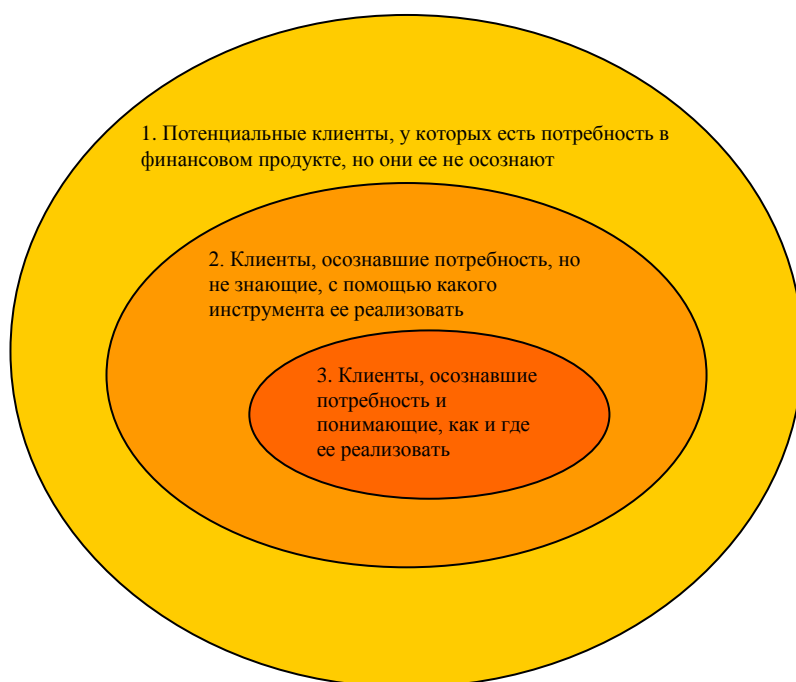 1. Потенциальные клиенты, у которых есть потребность в
финансовом продукте, но они ее не осознают
2. Клиенты, осознавшие потребность, но
не знающие, с помощью какого
инструмента ее реализовать
3. Клиенты, осознавшие
потребность и
понимающие, как и где
ее реализовать